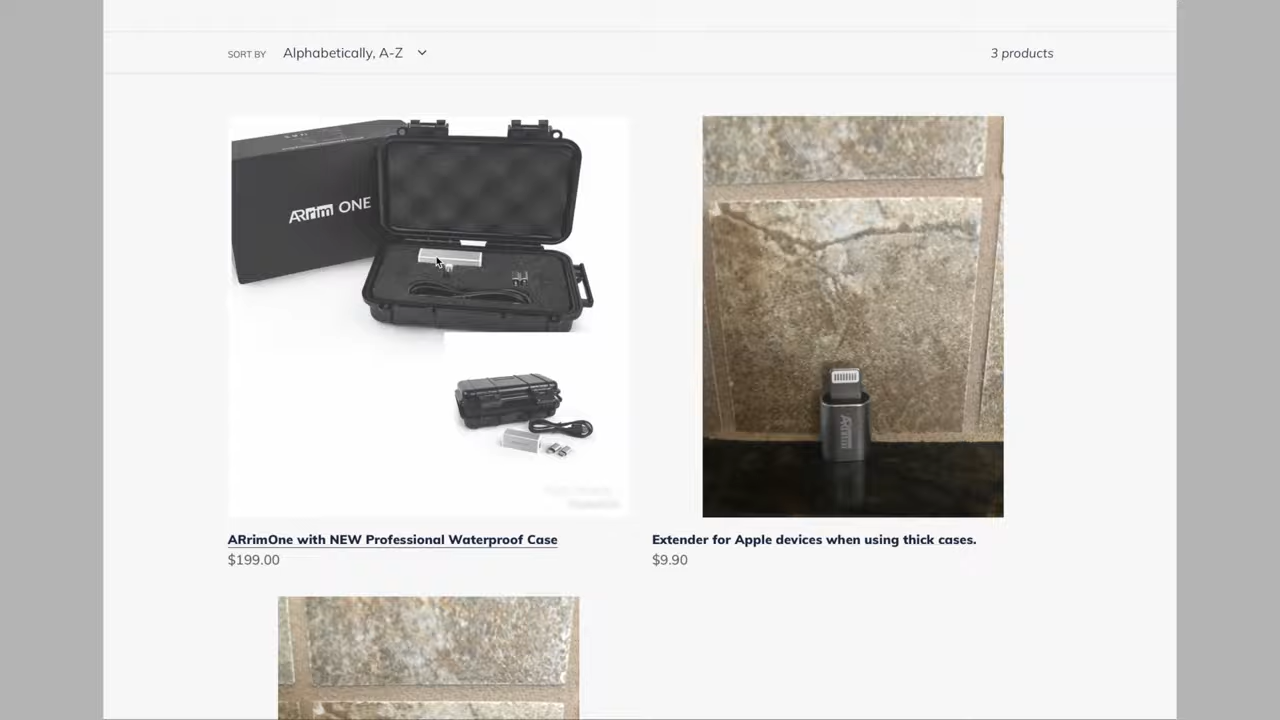 SORT BY Alphabetically, A-Z 3 products
ARrim ONE
ARrim
ARrimOne with NEW Professional Waterproof Case
$199.00
Extender for Apple devices when using thick cases.
$9.90